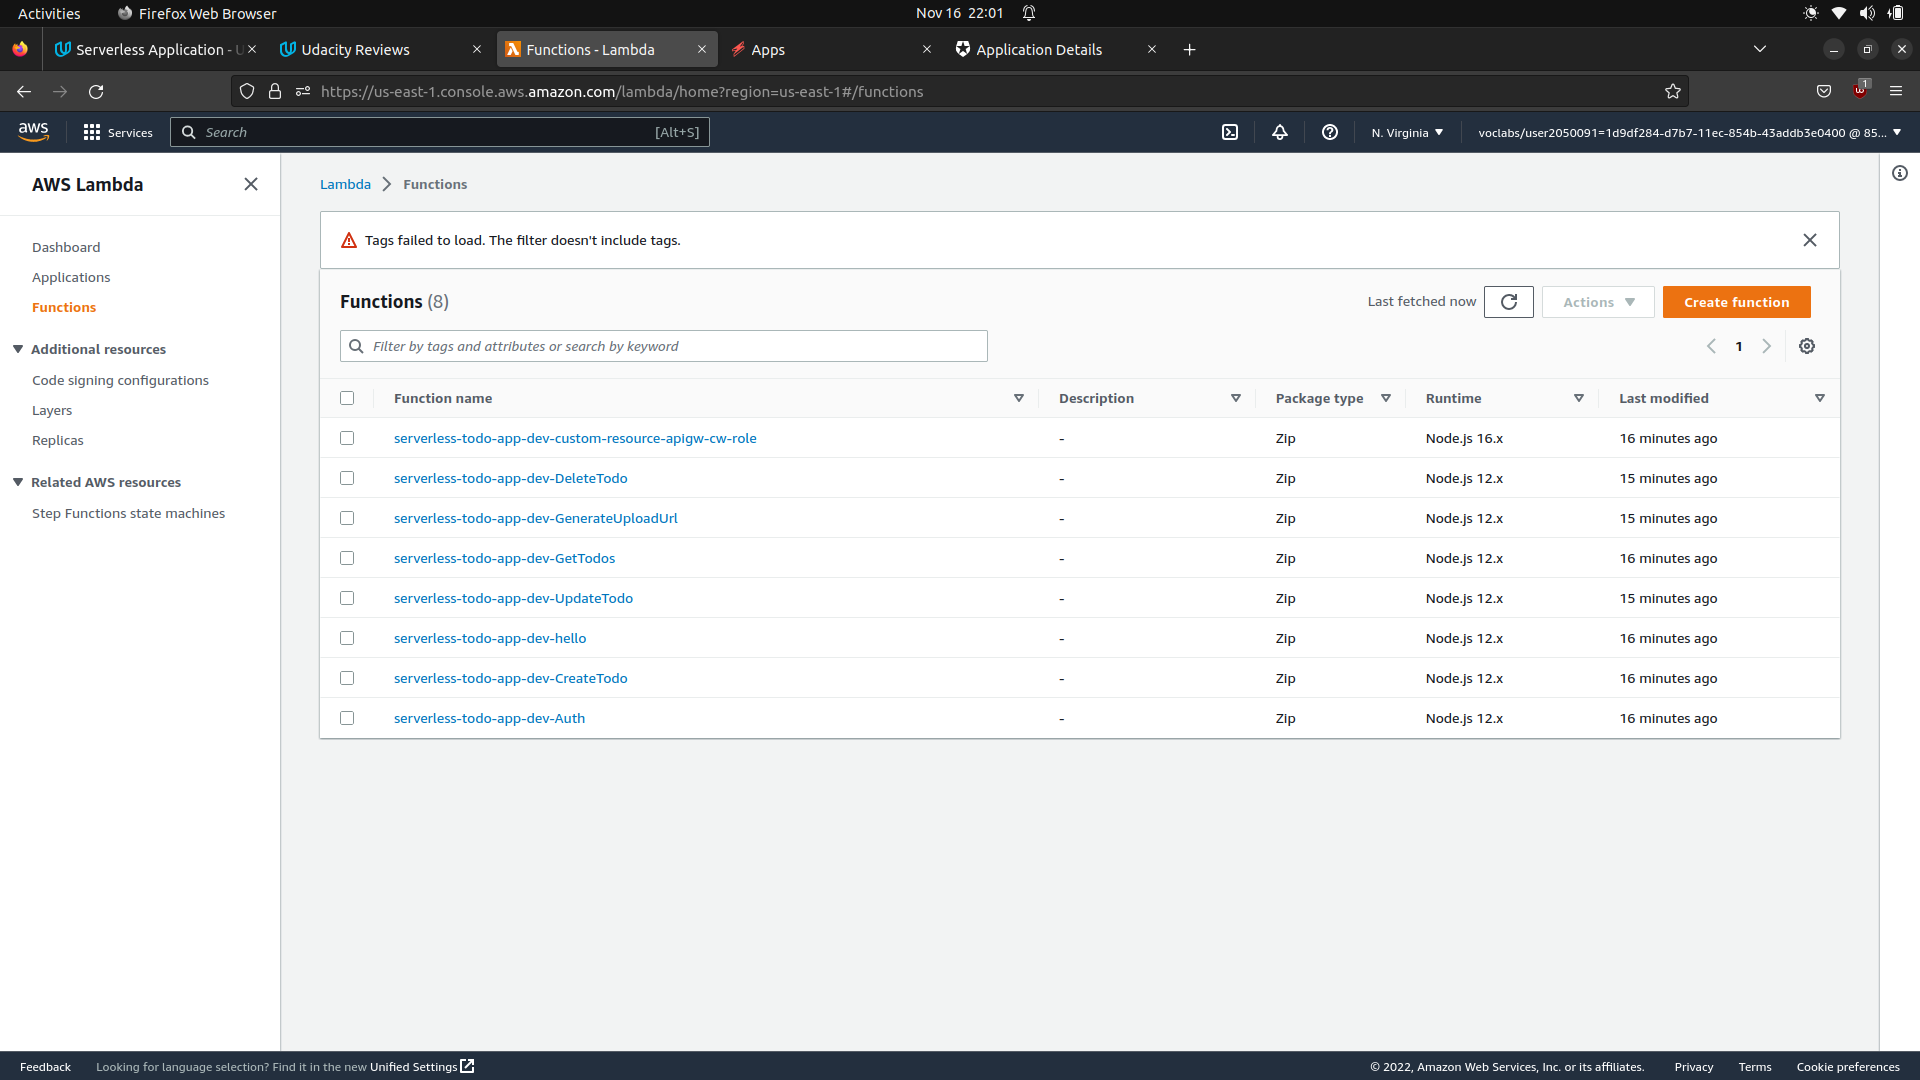 Activities
Firefox Web Browser
Nov 16 22:01
Serverless Application - U
Udacity Reviews
Functions - Lambda
Apps
Application Details
https://us-east-1.console.aws.amazon.com/lambda/home?region=us-east-1#/functions
1
aws
Services
Search
[Alt+S]
N. Virginia
voclabs/user2050091=1d9df284-d7b7-11ec-854b-43addb3e0400 @ 85...
AWS Lambda
Dashboard
Applications
Functions
Additional resources
Code signing configurations
Layers
Replicas
Related AWS resources
Step Functions state machines
Lambda
Functions
Tags failed to load. The filter doesn't include tags.
Functions (8)
Last fetched now
Actions
Create function
Filter by tags and attributes or search by keyword
1
Function name Description Package type Runtime Last modified
serverless-todo-app-dev-custom-resource-apigw-cw-role - Zip Node.js 16.x 16 minutes ago
serverless-todo-app-dev-DeleteTodo - Zip Node.js 12.x 15 minutes ago
serverless-todo-app-dev-GenerateUploadUrl - Zip Node.js 12.x 15 minutes ago
serverless-todo-app-dev-GetTodos - Zip Node.js 12.x 16 minutes ago
serverless-todo-app-dev-UpdateTodo - Zip Node.js 12.x 15 minutes ago
serverless-todo-app-dev-hello - Zip Node.js 12.x 16 minutes ago
serverless-todo-app-dev-CreateTodo - Zip Node.js 12.x 16 minutes ago
serverless-todo-app-dev-Auth - Zip Node.js 12.x 16 minutes ago
Feedback
Looking for language selection? Find it in the new Unified Settings
© 2022, Amazon Web Services, Inc. or its affiliates.
Privacy
Terms
Cookie preferences